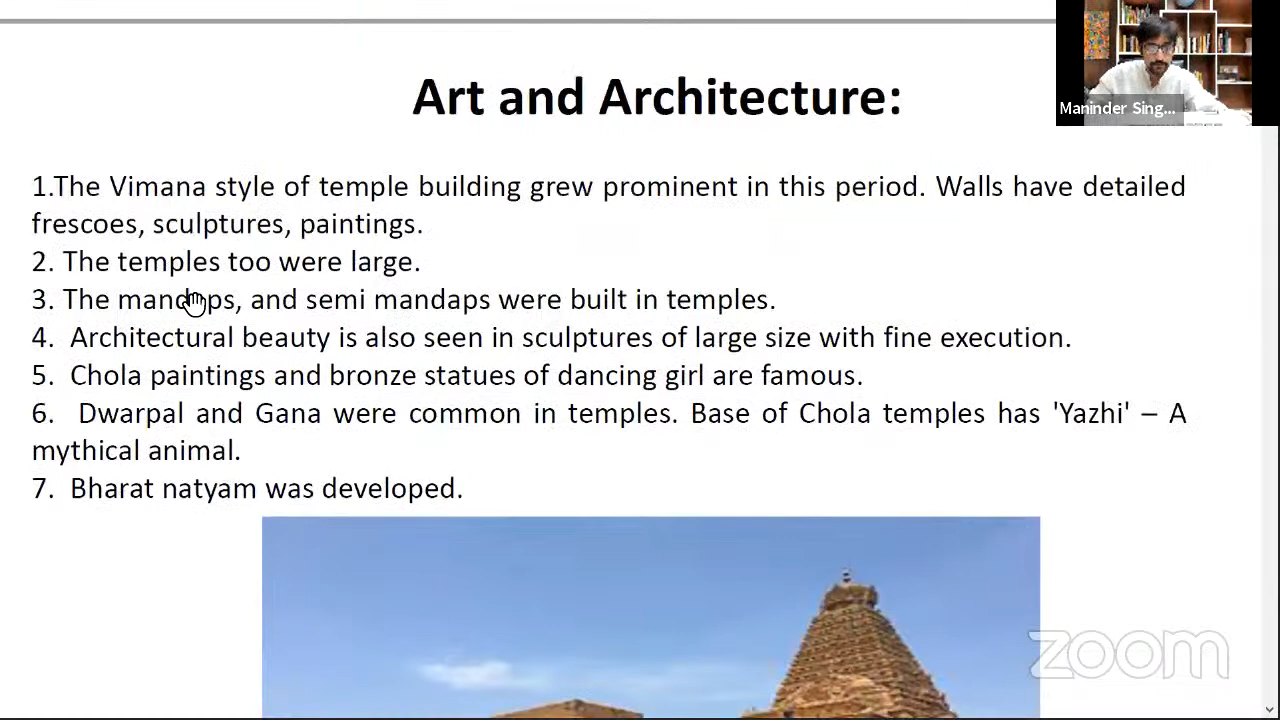 Art and Architecture:
Maninder Sing...
1.The Vimana style of temple building grew prominent in this period. Walls have detailed
frescoes, sculptures, paintings.
2. The temples too were large.
3. The mandaps, and semi mandaps were built in temples.
4. Architectural beauty is also seen in sculptures of large size with fine execution.
5. Chola paintings and bronze statues of dancing girl are famous.
6. Dwarpal and Gana were common in temples. Base of Chola temples has 'Yazhi' – A
mythical animal.
7. Bharat natyam was developed.
zoom